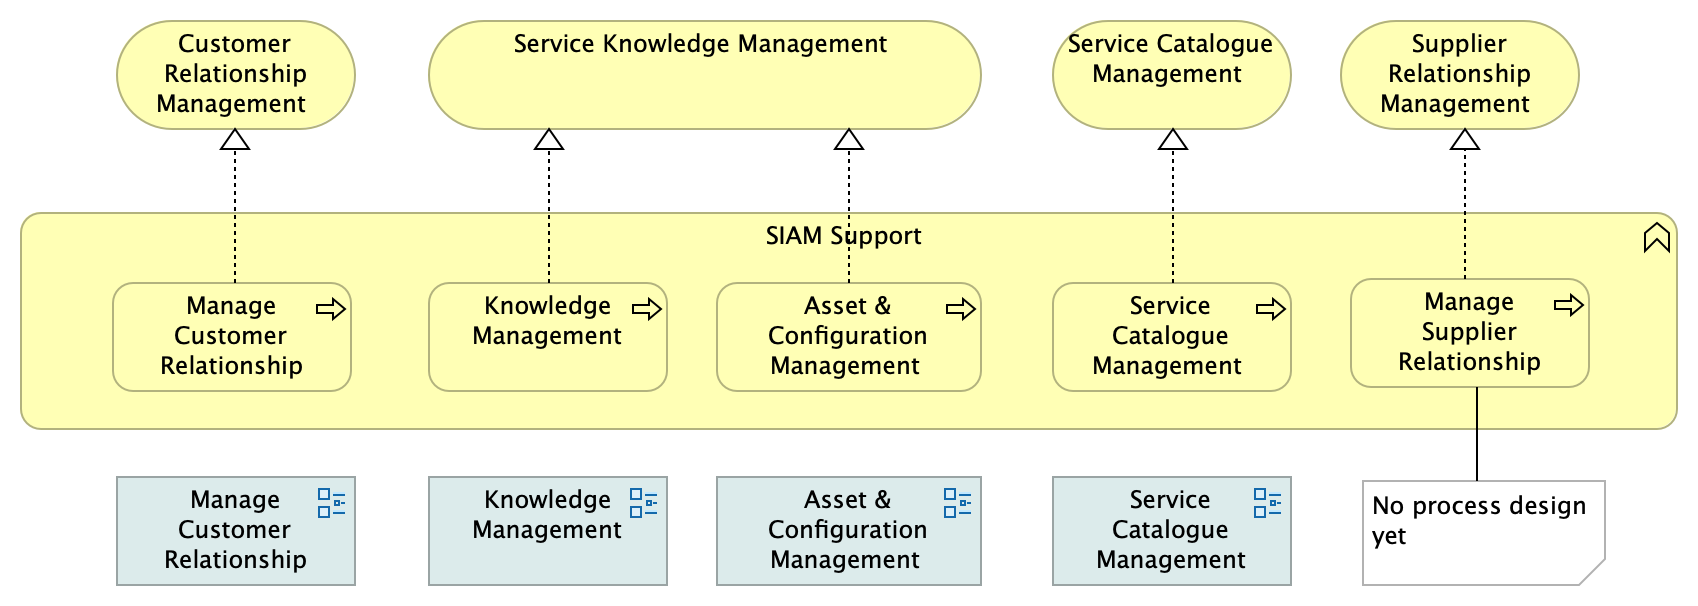 Customer
Relationship
Management
Service Knowledge Management
Service Catalogue
Management
Supplier
Relationship
Management
SIAM Support
Manage
Customer
Relationship
Knowledge
Management
Asset &
Configuration
Management
Service
Catalogue
Management
Manage
Supplier
Relationship
Manage
Customer
Relationship
Knowledge
Management
Asset &
Configuration
Management
Service
Catalogue
Management
No process design
yet